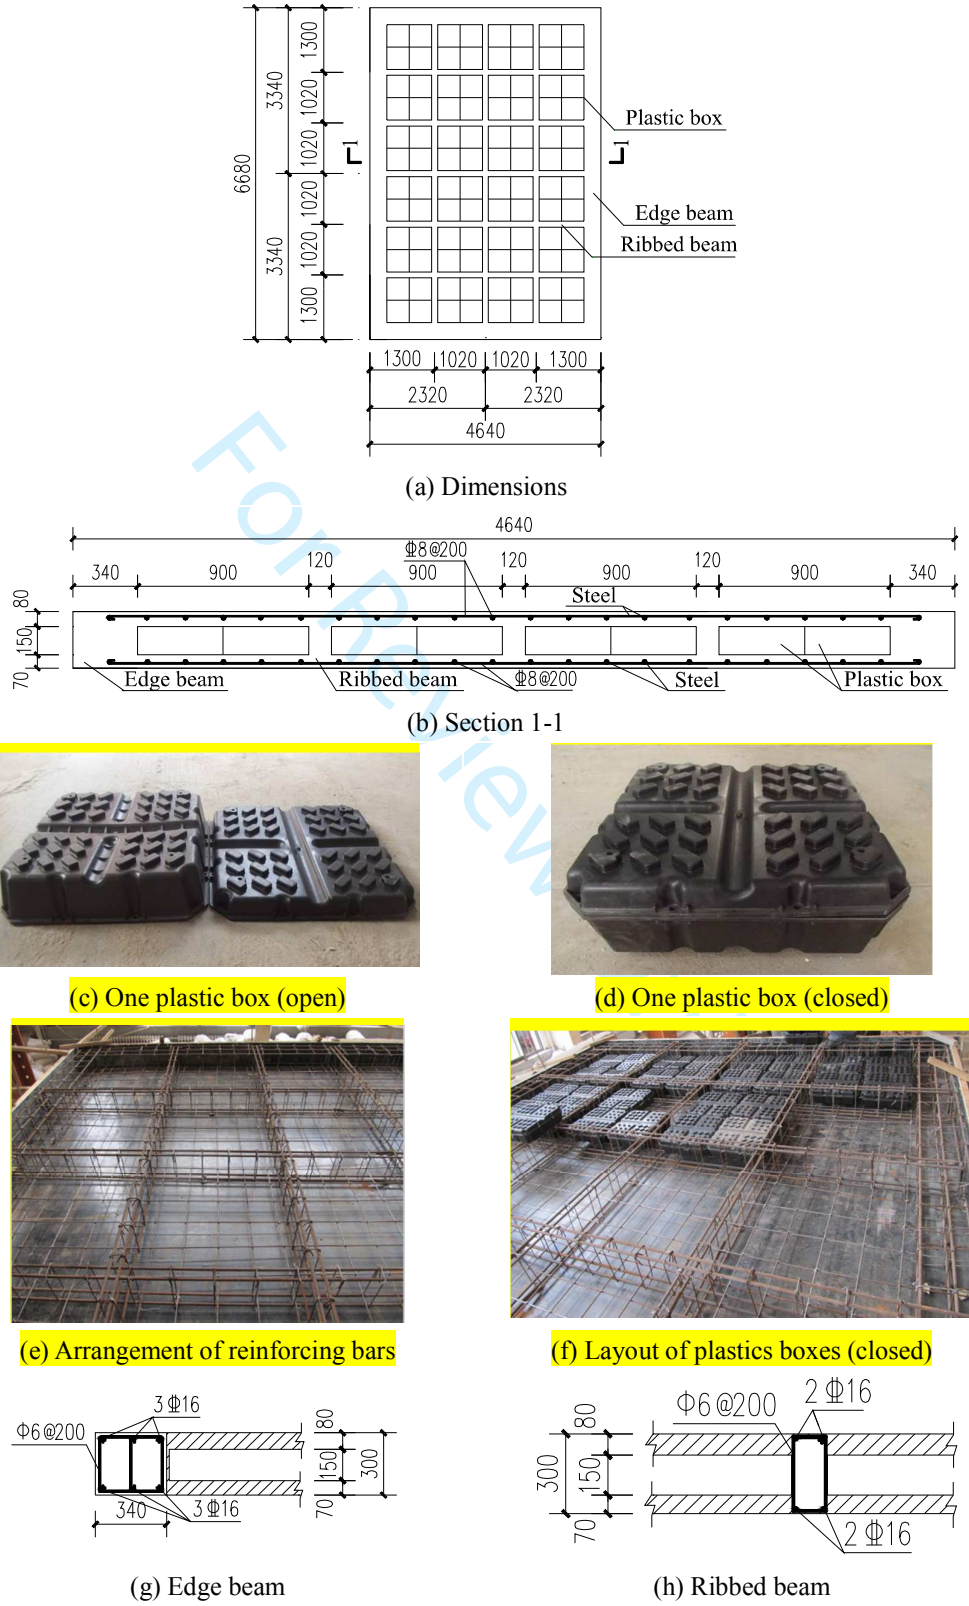 1300
1020
1020
1020
1020
1300
3340
3340
6680
1
1
Plastic box
Edge beam
Ribbed beam
1300 1020 1020 1300
2320 2320
4640
(a) Dimensions
4640
340 900 120 900 120 900 120 900 340
Φ8@200
Steel
80
150
70
Edge beam
Ribbed beam
Φ8@200
Steel
Plastic box
(b) Section 1-1
For Review
(c) One plastic box (open)
(d) One plastic box (closed)
(e) Arrangement of reinforcing bars
(f) Layout of plastics boxes (closed)
3Φ16
Φ6@200
80
150
70
300
340
3Φ16
(g) Edge beam
2Φ16
Φ6@200
80
150
70
300
2Φ16
(h) Ribbed beam